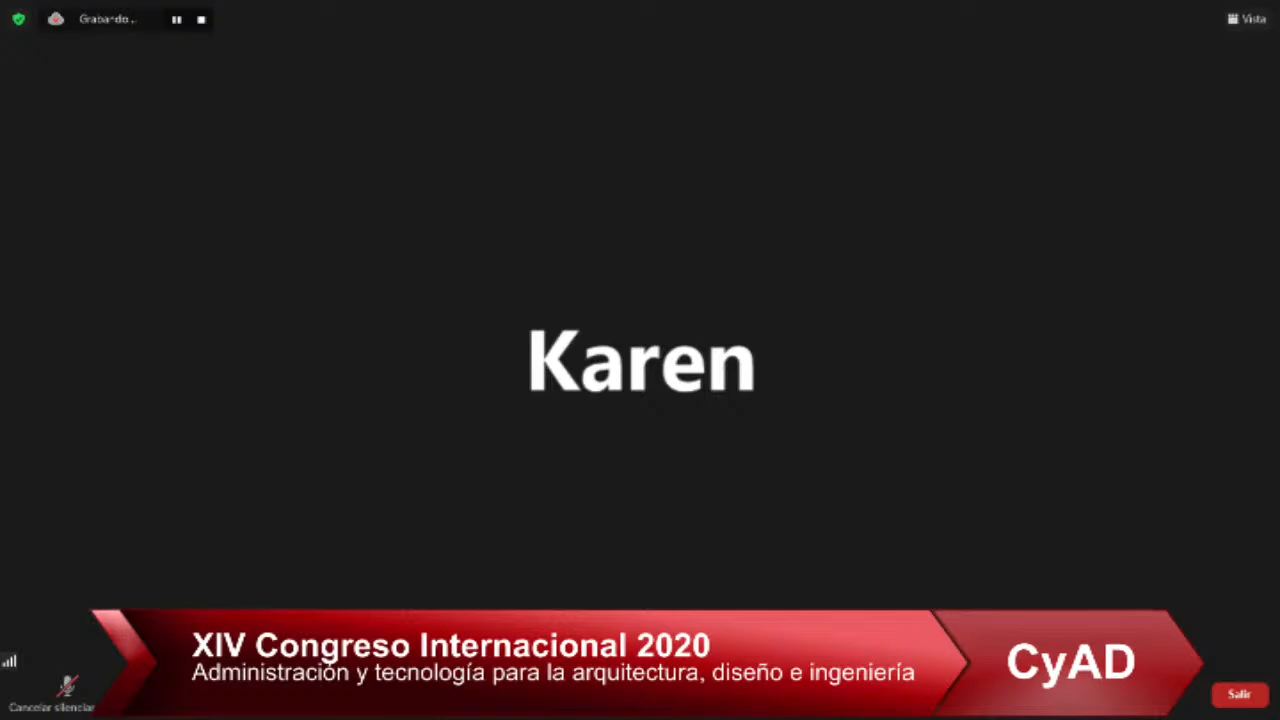 Grabando...
Vista
Karen
XIV Congreso Internacional 2020
Administración y tecnología para la arquitectura, diseño e ingeniería
CyAD
Cancelar silenciar
Salir